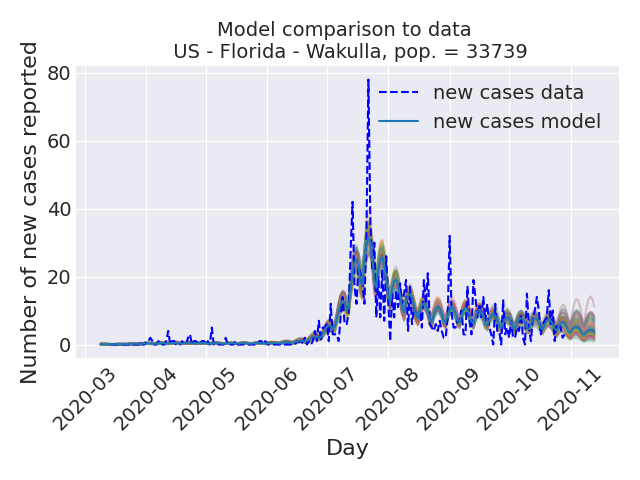 Model comparison to data
US - Florida - Wakulla, pop. = 33739
Number of new cases reported
80
60
40
20
0
new cases data
new cases model
2020-03
2020-04
2020-05
2020-06
2020-07
2020-08
2020-09
2020-10
2020-11
Day